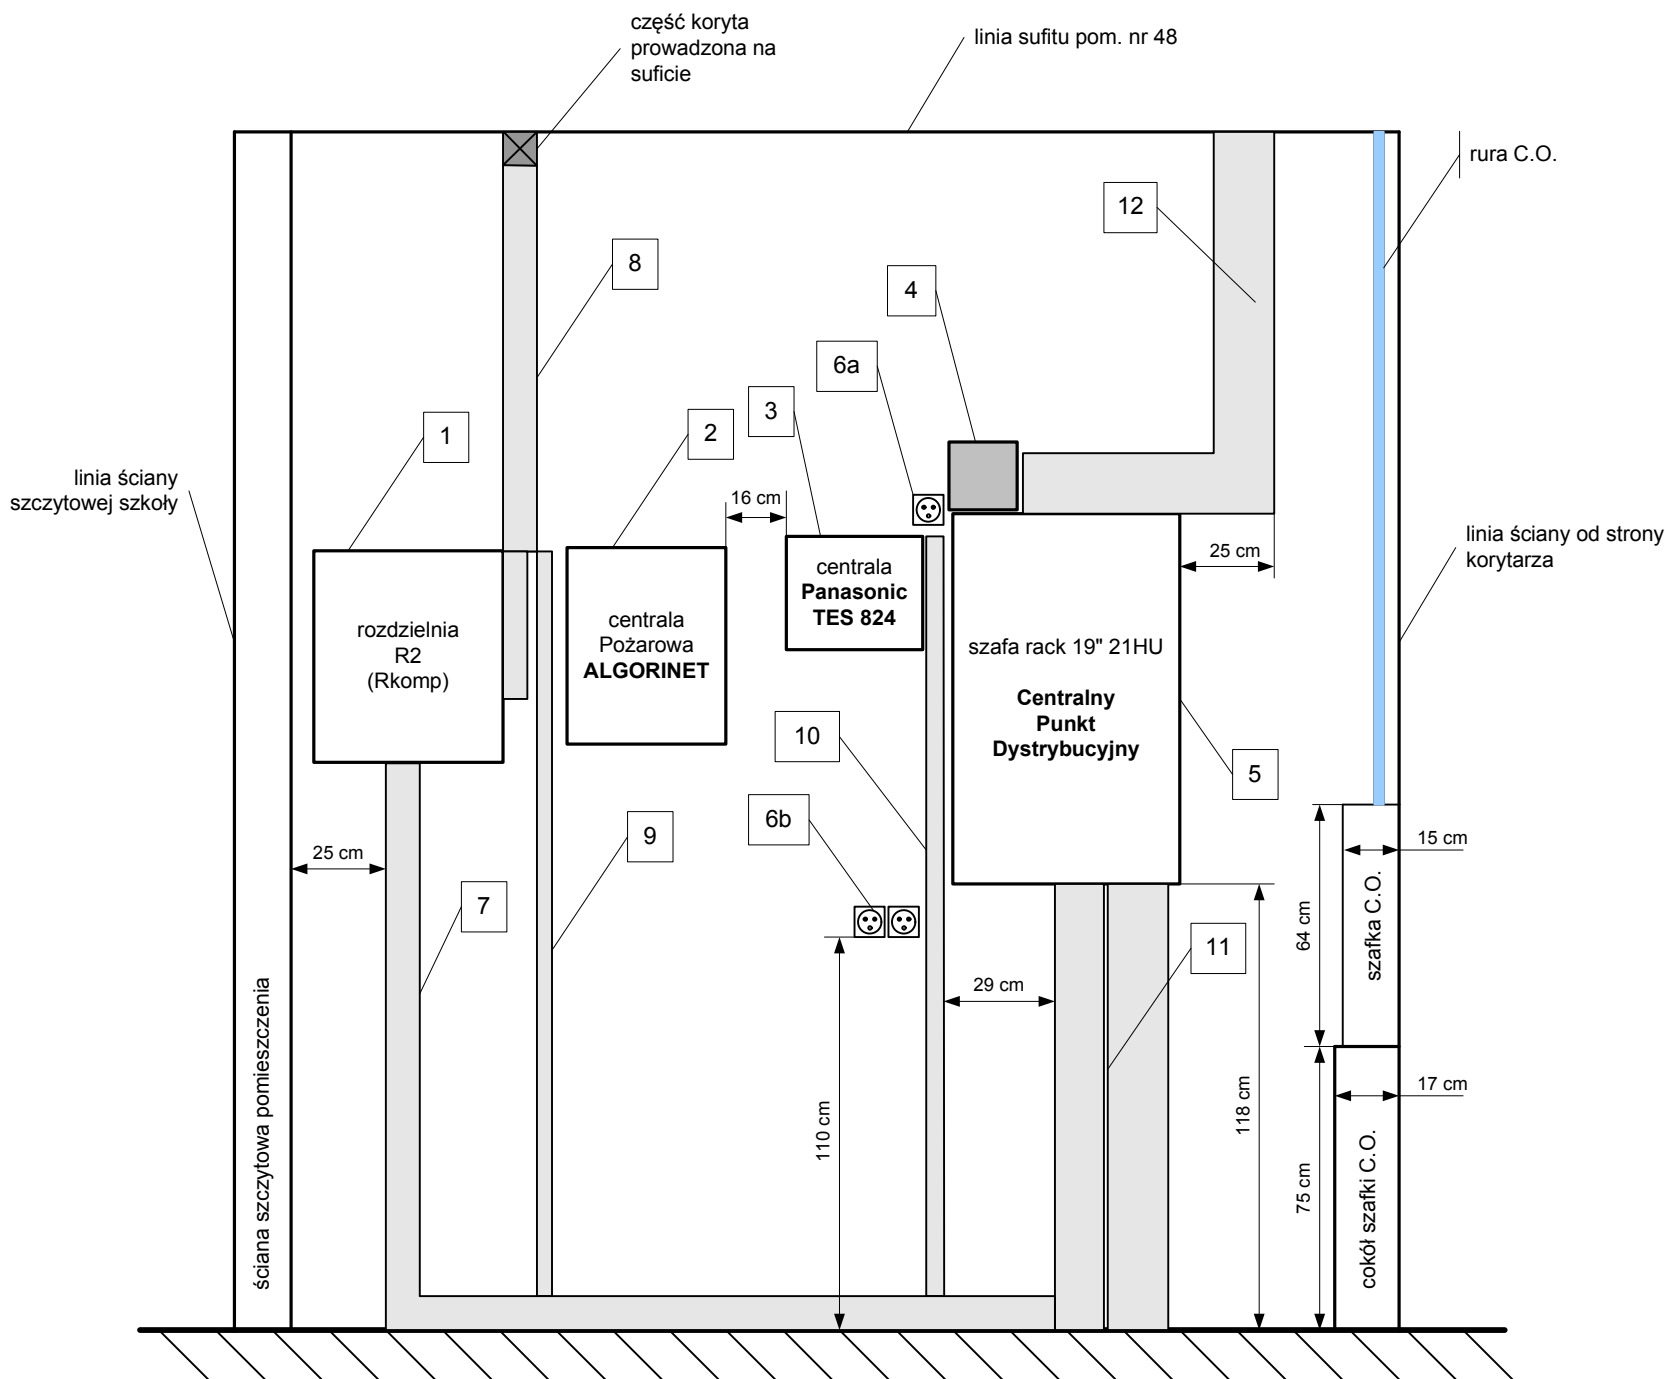 część koryta
prowadzona na
suficie
linia sufitu pom. nr 48
rura C.O.
12
8
4
6a
3
1
2
linia ściany
szczytowej szkoły
16 cm
linia ściany od strony
korytarza
25 cm
centrala
Panasonic
TES 824
rozdzielnia
R2
(Rkomp)
centrala
Pożarowa
ALGORINET
szafa rack 19" 21HU
Centralny
Punkt
Dystrybucyjny
10
5
6b
9
25 cm
15 cm
7
11
64 cm
szafka C.O.
29 cm
ściana szczytowa pomieszczenia
110 cm
118 cm
17 cm
75 cm
cokół szafki C.O.